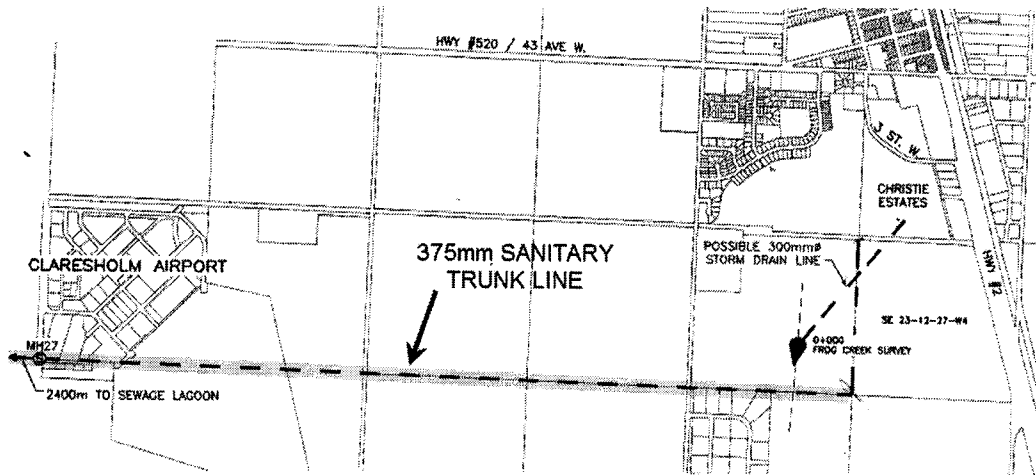 HWY #520 / 43 AVE W.
3 ST. W.
CHRISTIE
ESTATES
CLARESHOLM AIRPORT
375mm SANITARY
TRUNK LINE
POSSIBLE 300mmø
STORM DRAIN LINE
HWY #2
SE 23-12-27-W4
0+000
FROG CREEK SURVEY
MH27
2400m TO SEWAGE LAGOON